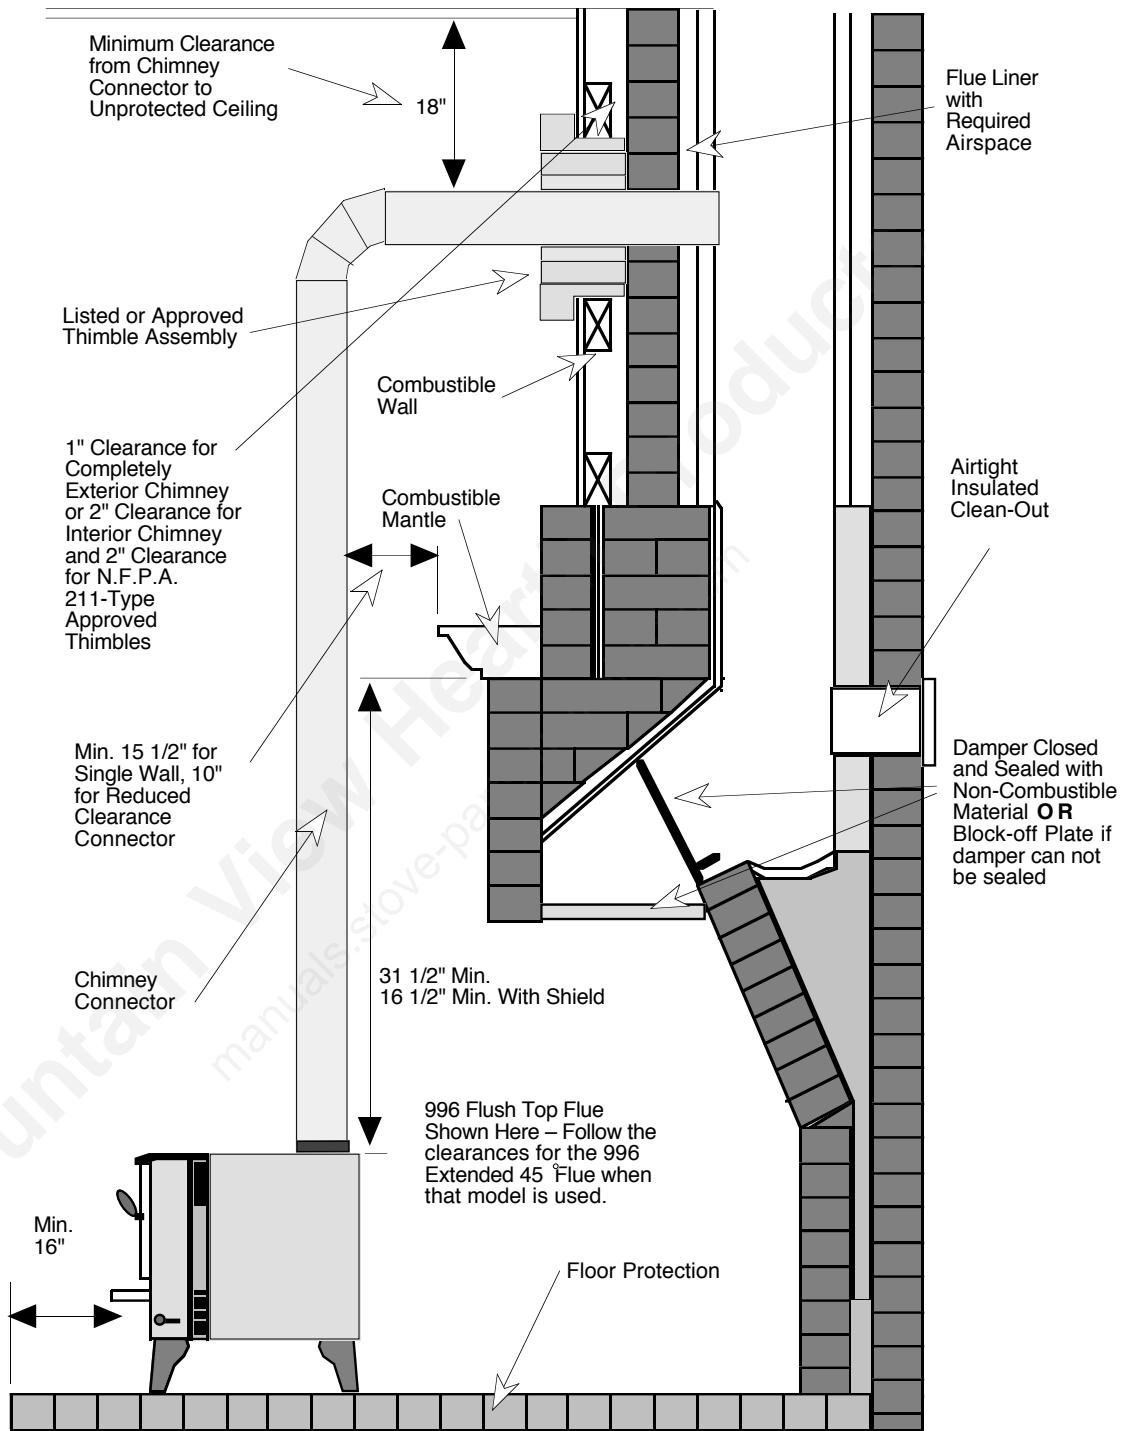 Minimum Clearance
from Chimney
Connector to
Unprotected Ceiling
18"
Flue Liner
with
Required
Airspace
Listed or Approved
Thimble Assembly
Combustible
Wall
1" Clearance for
Completely
Exterior Chimney
or 2" Clearance for
Interior Chimney
and 2" Clearance
for N.F.P.A.
211-Type
Approved
Thimbles
Combustible
Mantle
Airtight
Insulated
Clean-Out
Min. 15 1/2" for
Single Wall, 10"
for Reduced
Clearance
Connector
Damper Closed
and Sealed with
Non-Combustible
Material OR
Block-off Plate if
damper can not
be sealed
Chimney
Connector
31 1/2" Min.
16 1/2" Min. With Shield
996 Flush Top Flue
Shown Here – Follow the
clearances for the 996
Extended 45° Flue when
that model is used.
Min.
16"
Floor Protection